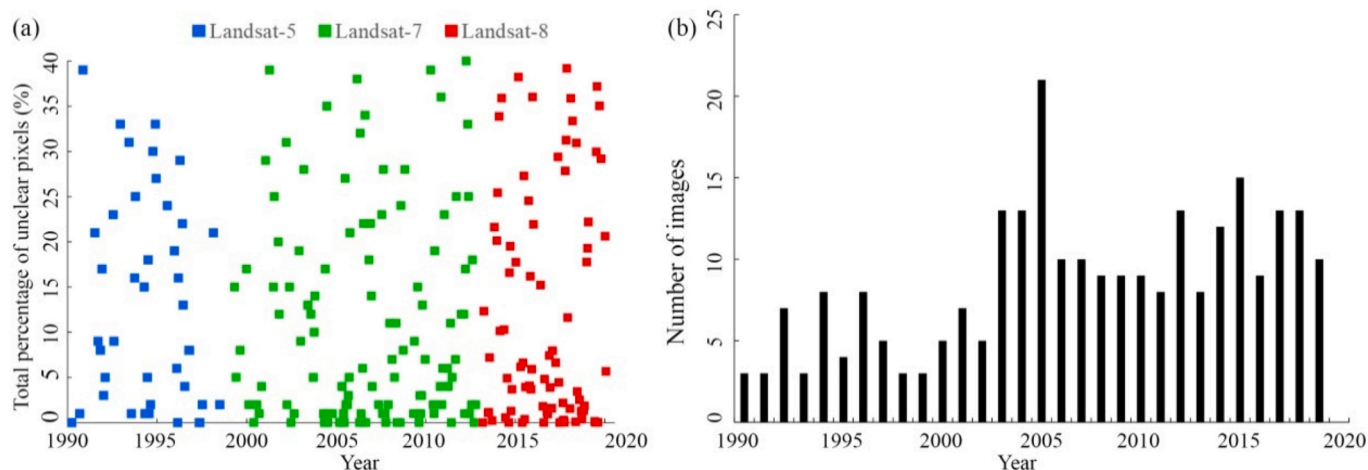 (a)
Landsat-5 Landsat-7 Landsat-8
Total percentage of unclear pixels (%)
40
35
30
25
20
15
10
5
0
1990 1995 2000 2005 2010 2015 2020
Year
(b)
Number of images
25
20
15
10
5
0
1990 1995 2000 2005 2010 2015 2020
Year